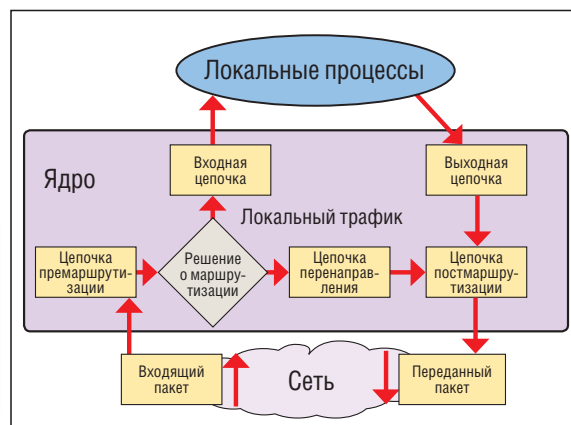 Локальные процессы
Входная
цепочка
Выходная
цепочка
Ядро
Локальный трафик
Цепочка
премаршрути-
зации
Решение
о маршру-
тизации
Цепочка
перенаправ-
ления
Цепочка
постмаршру-
тизации
Входящий
пакет
Сеть
Переданный
пакет